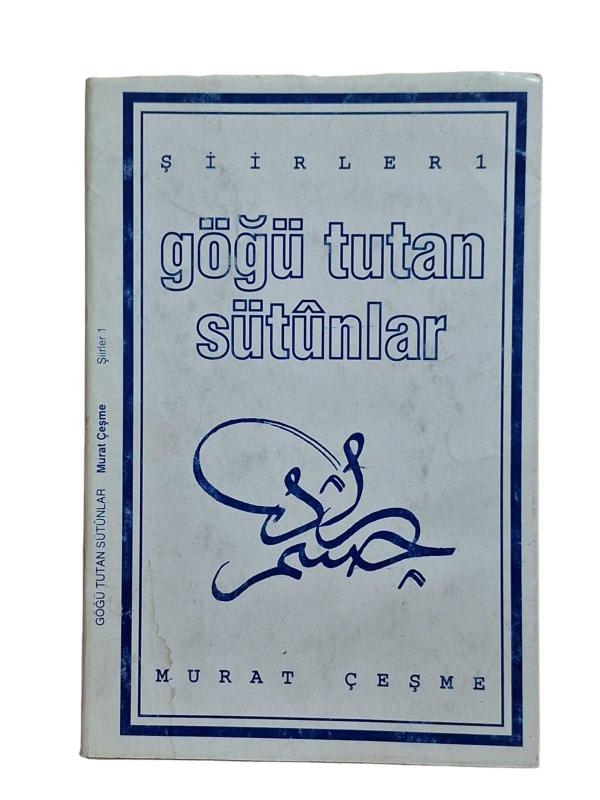 ŞİİRLER 1
göğü tutan
sütûnlar
MURAT ÇEŞME
GÖĞÜ TUTAN SÜTÛNLAR Murat Çeşme Şiirler 1